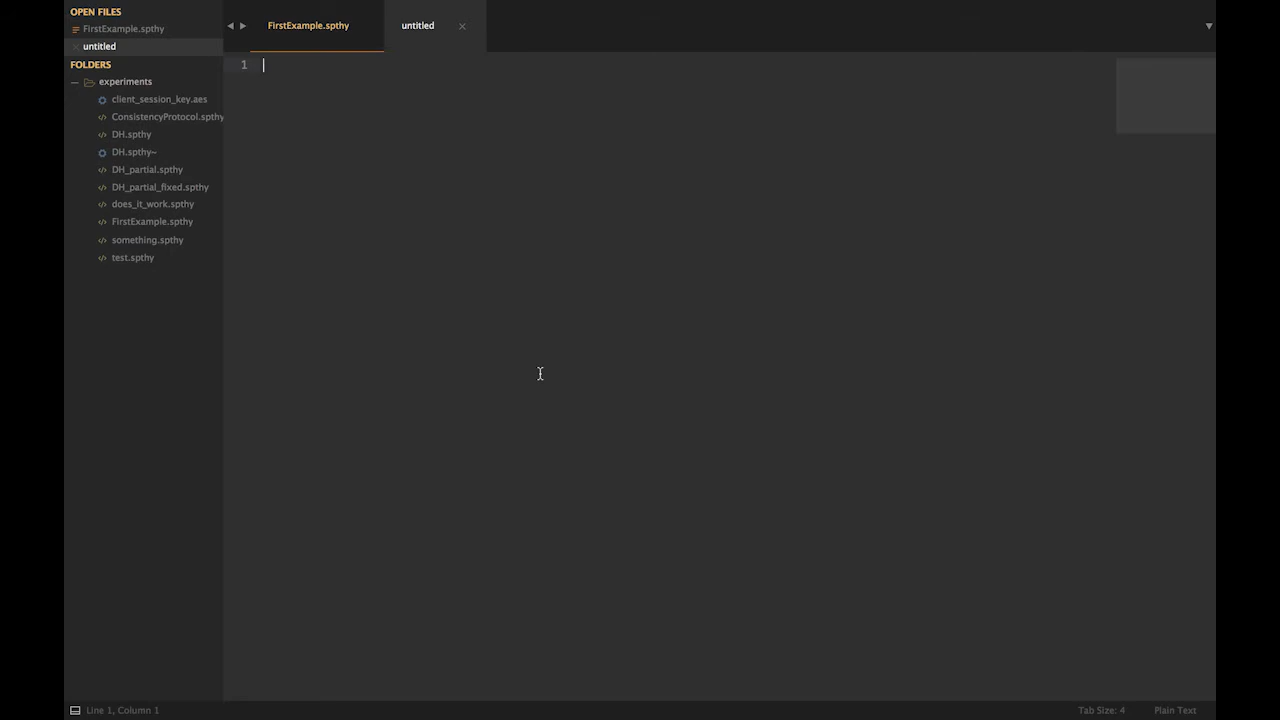 OPEN FILES
FirstExample.spthy
untitled
FOLDERS
experiments
client_session_key.aes
ConsistencyProtocol.spthy
DH.spthy
DH.spthy~
DH_partial.spthy
DH_partial_fixed.spthy
does_it_work.spthy
FirstExample.spthy
something.spthy
test.spthy
FirstExample.spthy
untitled
1
Line 1, Column 1
Tab Size: 4
Plain Text